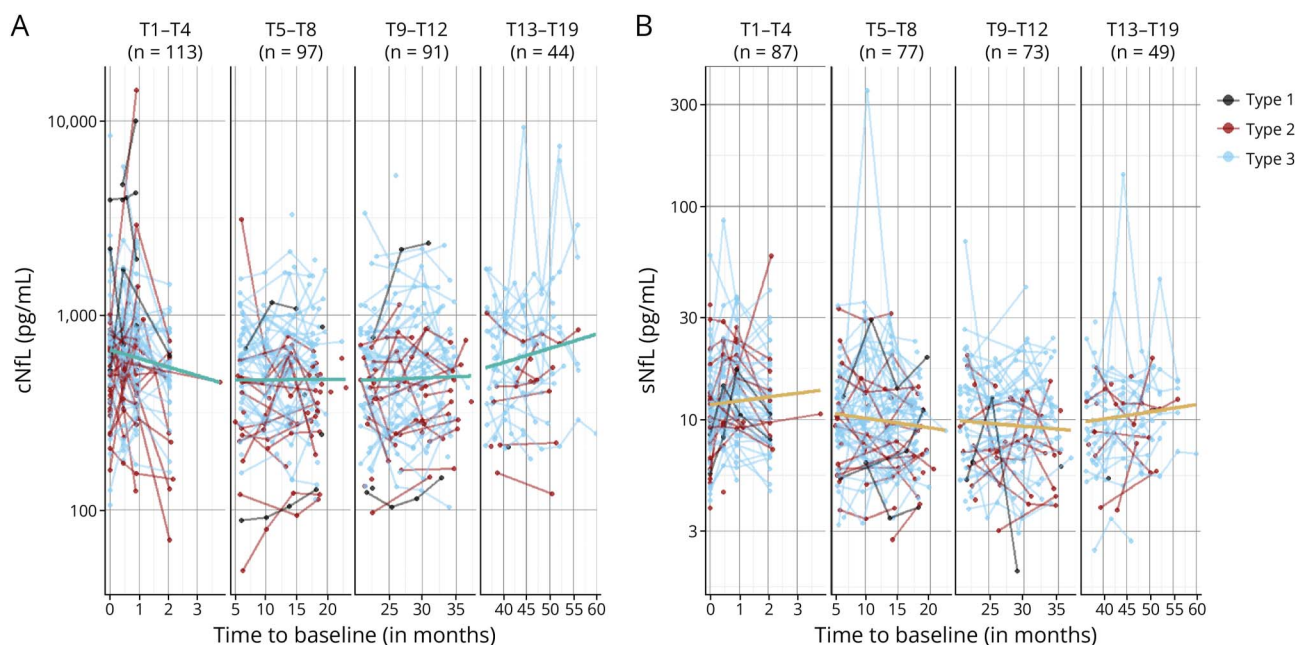 A
T1–T4
(n = 113)
T5–T8
(n = 97)
T9–T12
(n = 91)
T13–T19
(n = 44)
cNfL (pg/mL)
10,000
1,000
100
0 1 2 3
5 10 15 20
25 30 35
40 45 50 55 60
Time to baseline (in months)
B
T1–T4
(n = 87)
T5–T8
(n = 77)
T9–T12
(n = 73)
T13–T19
(n = 49)
sNfL (pg/mL)
300
100
30
10
3
0 1 2 3
5 10 15 20
25 30 35
40 45 50 55 60
Time to baseline (in months)
Type 1
Type 2
Type 3